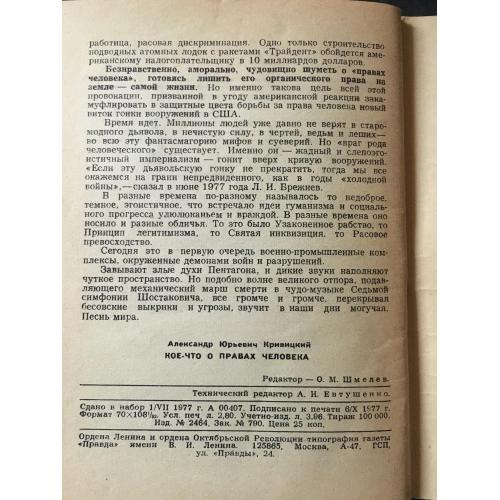 работица, расовая дискриминация. Одно только строительство
подводных атомных лодок с ракетами «Трайдент» обойдется аме-
риканскому налогоплательщику в 10 миллиардов долларов.
Безнравственно, аморально, чудовищно шуметь о «правах
человека», готовясь лишить его органического права на
земле — самой жизни. Но именно такова цель всей этой
провокации, призванной в угоду американской реакции зака-
муфлировать в защитные цвета борьбы за права человека новый
виток гонки вооружений в США.
Время идет. Миллионы людей уже давно не верят в старо-
модного дьявола, в нечистую силу, в чертей, ведьм и леших—
во всю эту фантасмагорию мифов и суеверий. Но «враг рода
человеческого» существует. Именно он — жадный и слепоэго-
истичный империализм — гонит вверх кривую вооружений.
«Если эту дьявольскую гонку не прекратить, тогда мы все
окажемся на грани непредвиденного, как в годы «холодной
войны»,— сказал в июне 1977 года Л. И. Брежнев.
В разные времена по-разному называлось то недоброе,
темное, эгоистичное, что встречало идеи гуманизма и социаль-
ного прогресса улюлюканьем и враждой. В разные времена оно
носило и разные обличья. То это было Узаконенное рабство, то
Принцип легитимизма, то Святая инквизиция, то Расовое
превосходство.
Сегодня это в первую очередь военно-промышленные ком-
плексы, окруженные демонами войн и разрушений.
Завывают злые духи Пентагона, и дикие звуки наполняют
чуткое пространство. Но подобно волне великого отпора, подав-
ляющего механический марш смерти в чудо-музыке Седьмой
симфонии Шостаковича, все громче и громче, перекрывая
бесовские выкрики и угрозы, звучит в наши дни могучая
Песнь мира.
Александр Юрьевич Кривицкий
КОЕ-ЧТО О ПРАВАХ ЧЕЛОВЕКА
Редактор — О. М. Шмелев.
Технический редактор А. И. Евтушенко.
Сдано в набор 1/VII 1977 г. А 00407. Подписано к печати 6/X 1977 г.
Формат 70×108¹/₃₂. Усл. печ. л. 2,80. Учетно-изд. л. 3,96. Тираж 100 000.
Изд. № 2464. Зак. № 790. Цена 25 коп.
Ордена Ленина и ордена Октябрьской Революции типография газеты
«Правда» имени В. И. Ленина. 125865, Москва, А-47, ГСП,
ул. «Правды», 24.